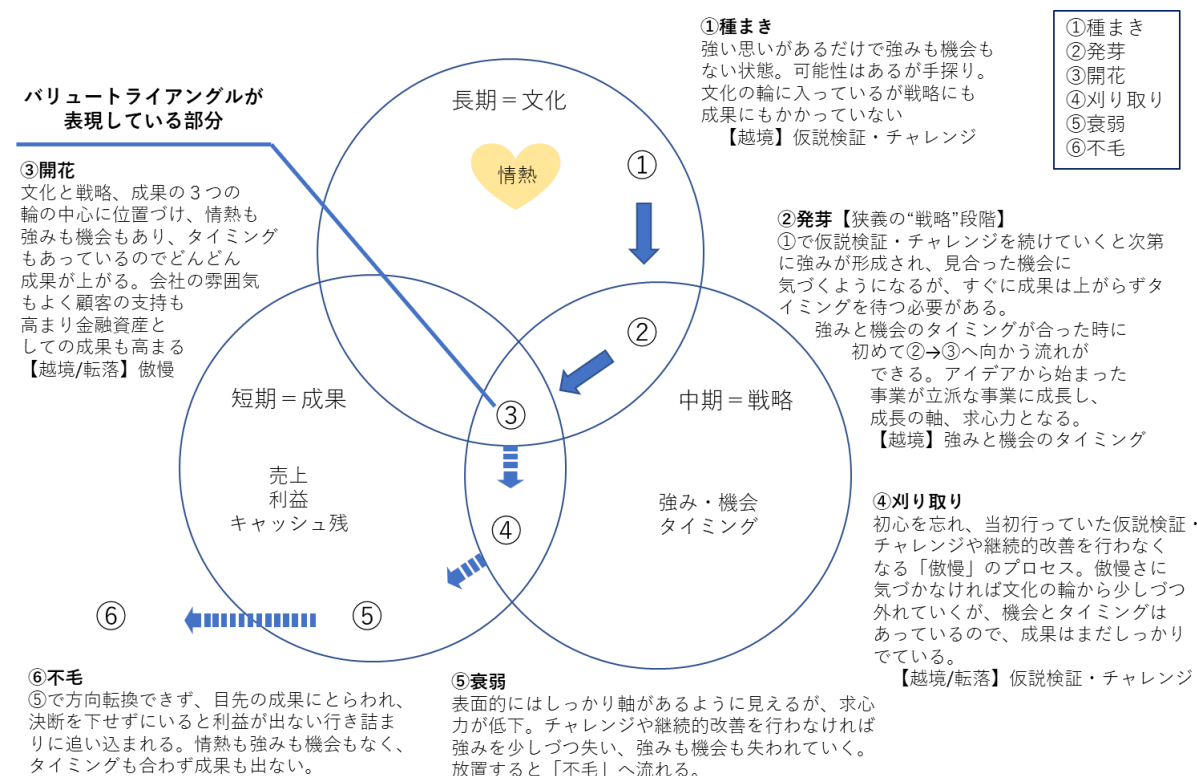 ①種まき
強い思いがあるだけで強みも機会も
ない状態。可能性はあるが手探り。
文化の輪に入っているが戦略にも
成果にもかかっていない
【越境】仮説検証・チャレンジ
①種まき
②発芽
③開花
④刈り取り
⑤衰弱
⑥不毛
バリュートライアングルが
表現している部分
長期＝文化
情熱
①
③開花
文化と戦略、成果の３つの
輪の中心に位置づけ、情熱も
強みも機会もあり、タイミング
もあっているのでどんどん
成果が上がる。会社の雰囲気
もよく顧客の支持も
高まり金融資産と
しての成果も高まる
【越境/転落】傲慢
②発芽【狭義の“戦略”段階】
①で仮説検証・チャレンジを続けていくと次第
に強みが形成され、見合った機会に
気づくようになるが、すぐに成果は上がらずタ
イミングを待つ必要がある。
強みと機会のタイミングが合った時に
初めて②→③へ向かう流れが
できる。アイデアから始まった
事業が立派な事業に成長し、
成長の軸、求心力となる。
【越境】強みと機会のタイミング
②
短期＝成果
③
中期＝戦略
売上
利益
キャッシュ残
④
強み・機会
タイミング
④刈り取り
初心を忘れ、当初行っていた仮説検証・
チャレンジや継続的改善を行わなく
なる「傲慢」のプロセス。傲慢さに
気づかなければ文化の輪から少しづつ
外れていくが、機会とタイミングは
あっているので、成果はまだしっかり
でている。
【越境/転落】仮説検証・チャレンジ
⑥
⑤
⑥不毛
⑤で方向転換できず、目先の成果にとらわれ、
決断を下せずにいると利益が出ない行き詰ま
りに追い込まれる。情熱も強みも機会もなく、
タイミングも合わず成果も出ない。
⑤衰弱
表面的にはしっかり軸があるように見えるが、求心
力が低下。チャレンジや継続的改善を行わなければ
強みを少しづつ失い、強みも機会も失われていく。
放置すると「不毛」へ流れる。